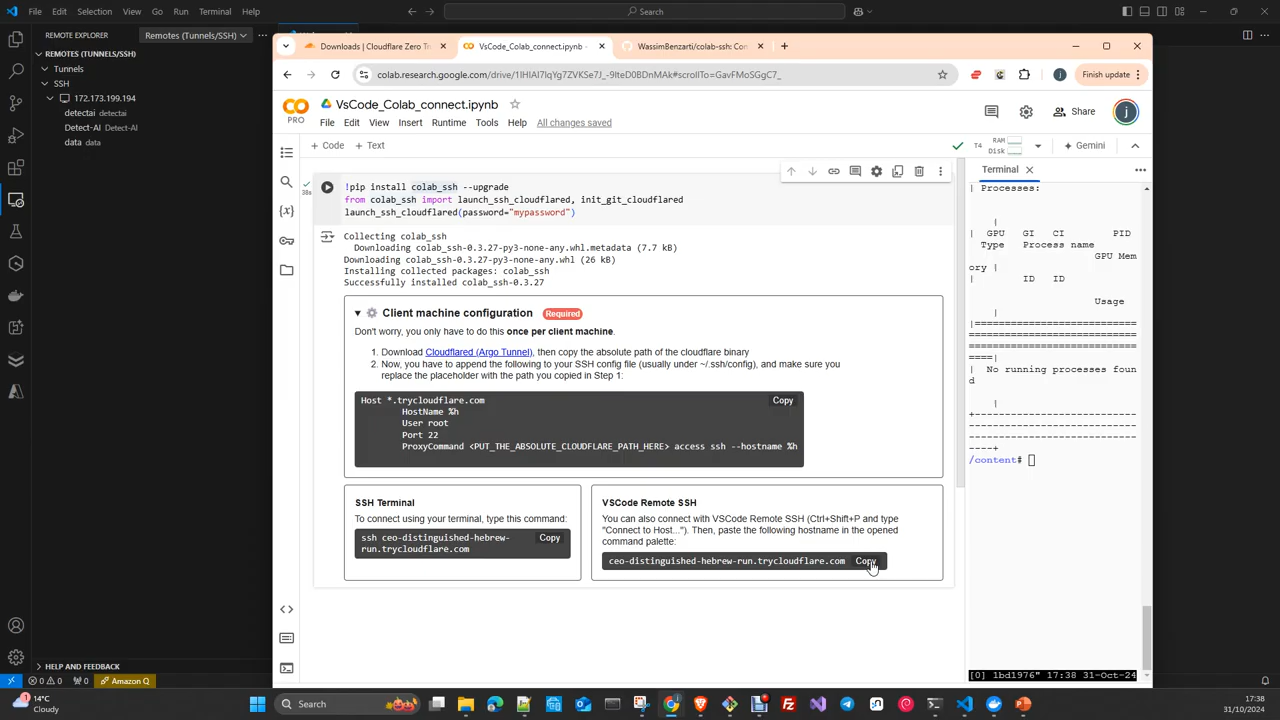 File Edit Selection View Go Run Terminal Help
Search
REMOTE EXPLORER Remotes (Tunnels/SSH)
REMOTES (TUNNELS/SSH)
Tunnels
SSH
172.173.199.194
detectai detectai
Detect-AI Detect-AI
data data
HELP AND FEEDBACK
0 0 0 Amazon Q
Downloads | Cloudflare Zero Tr
VsCode_Colab_connect.ipynb -
WassimBenzarti/colab-ssh: Con
colab.research.google.com/drive/1IHIAI7IqYg7ZVKSe7J_-9IteD0BDnMAk#scrollTo=GavFMoSGgC7_
Finish update
PRO
VsCode_Colab_connect.ipynb
File Edit View Insert Runtime Tools Help All changes saved
Share
+ Code + Text
T4 RAM Disk
Gemini
38s
!pip install colab_ssh --upgrade
from colab_ssh import launch_ssh_cloudflared, init_git_cloudflared
launch_ssh_cloudflared(password="mypassword")
Collecting colab_ssh
Downloading colab_ssh-0.3.27-py3-none-any.whl.metadata (7.7 kB)
Downloading colab_ssh-0.3.27-py3-none-any.whl (26 kB)
Installing collected packages: colab_ssh
Successfully installed colab_ssh-0.3.27
Client machine configuration Required
Don't worry, you only have to do this once per client machine.
1. Download Cloudflared (Argo Tunnel), then copy the absolute path of the cloudflare binary
2. Now, you have to append the following to your SSH config file (usually under ~/.ssh/config), and make sure you
replace the placeholder with the path you copied in Step 1:
Host *.trycloudflare.com Copy
HostName %h
User root
Port 22
ProxyCommand <PUT_THE_ABSOLUTE_CLOUDFLARE_PATH_HERE> access ssh --hostname %h
SSH Terminal
To connect using your terminal, type this command:
ssh ceo-distinguished-hebrew- Copy
run.trycloudflare.com
VSCode Remote SSH
You can also connect with VSCode Remote SSH (Ctrl+Shift+P and type
"Connect to Host..."). Then, paste the following hostname in the opened
command palette:
ceo-distinguished-hebrew-run.trycloudflare.com Copy
Terminal
| Processes:
|
| GPU GI CI PID
Type Process name
GPU Mem
ory |
| ID ID
Usage
|
|===========================
=============================
=============================
====|
| No running processes foun
d
|
+---------------------------
-----------------------------
-----------------------------
----+
/content#
[0] 1bd1976" 17:38 31-Oct-24
14°C
Cloudy
Search
17:38
31/10/2024